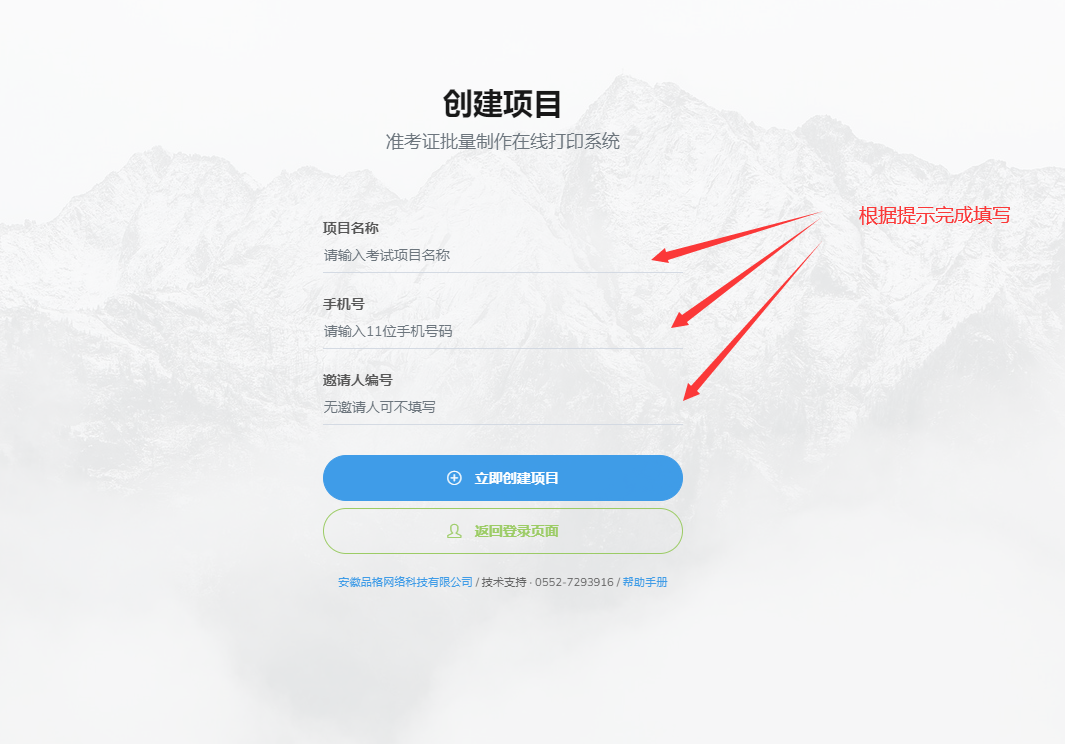 创建项目
准考证批量制作在线打印系统
根据提示完成填写
项目名称
请输入考试项目名称
手机号
请输入11位手机号码
邀请人编号
无邀请人可不填写
立即创建项目
返回登录页面
安徽品格网络科技有限公司 / 技术支持 · 0552-7293916 / 帮助手册